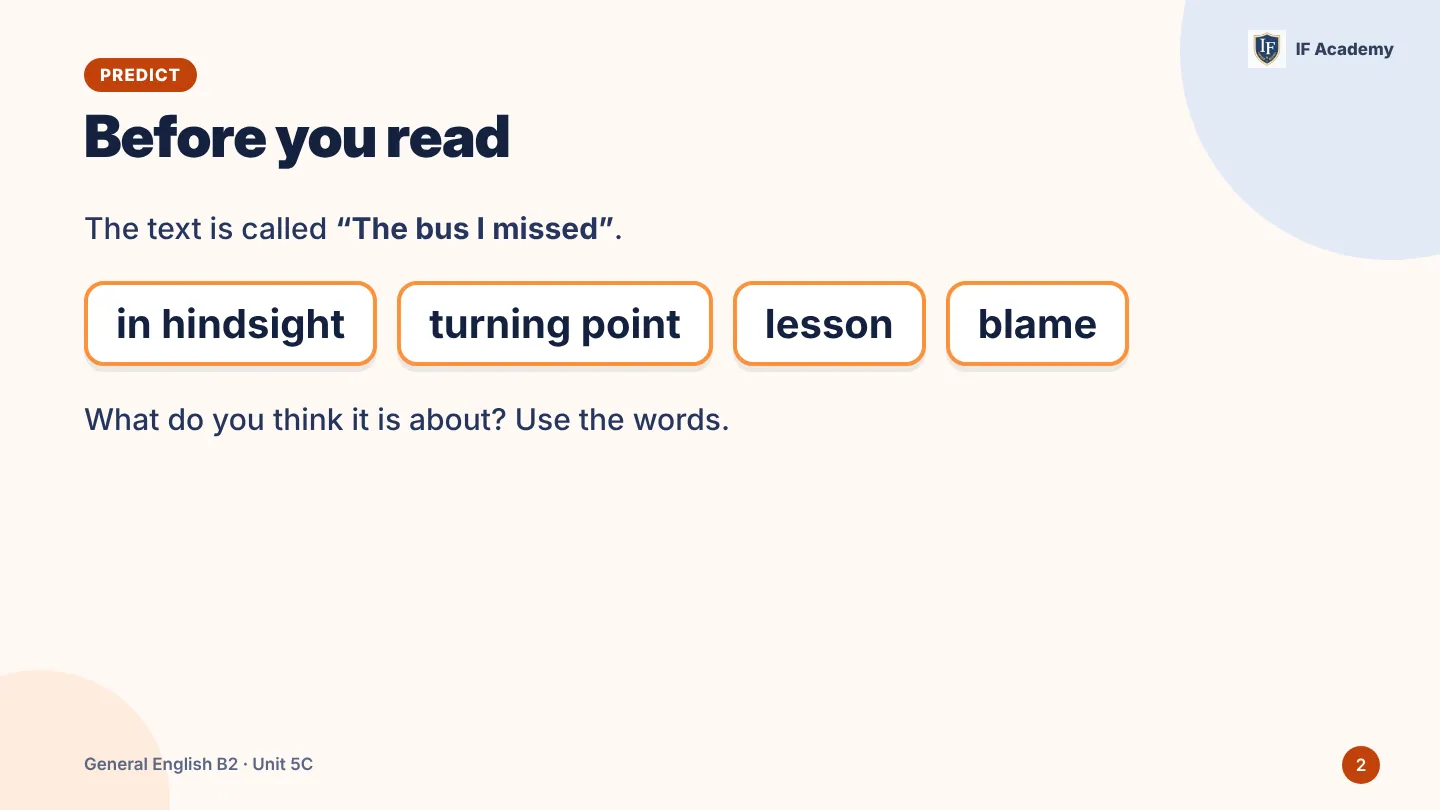 IF Academy
PREDICT
Before you read
The text is called “The bus I missed”.
in hindsight
turning point
lesson
blame
What do you think it is about? Use the words.
General English B2 · Unit 5C
2